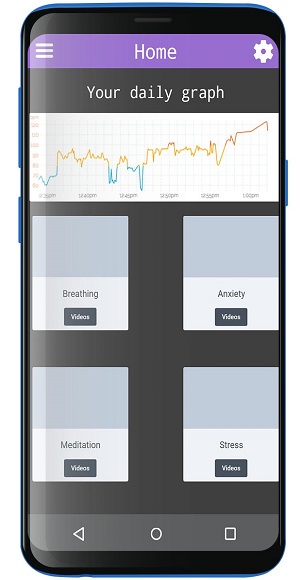 Home
Your daily graph
12:35pm 12:40pm 12:45pm 12:50pm 12:55pm 1:00pm
Breathing Anxiety
Videos Videos
Meditation Stress
Videos Videos